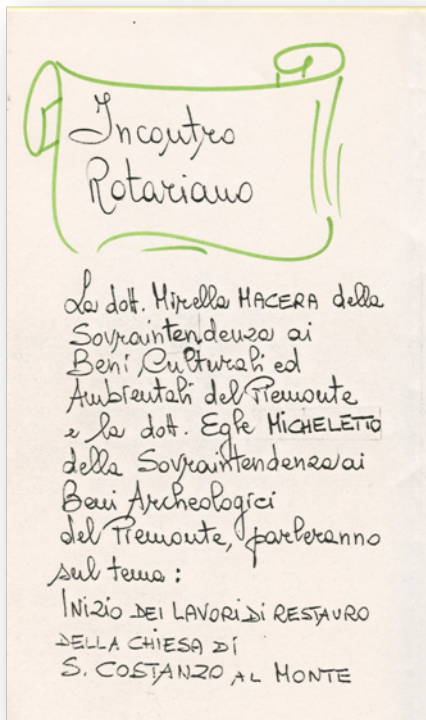 Incontro
Rotariano
La dott. Mirella MACERA della
Sovraintendenza ai
Beni Culturali ed
Ambientali del Piemonte
e la dott. Egle MICHELETTO
della Sovraintendenza ai
Beni Archeologici
del Piemonte, parleranno
sul tema :
INIZIO DEI LAVORI DI RESTAURO
DELLA CHIESA DI
S. COSTANZO AL MONTE